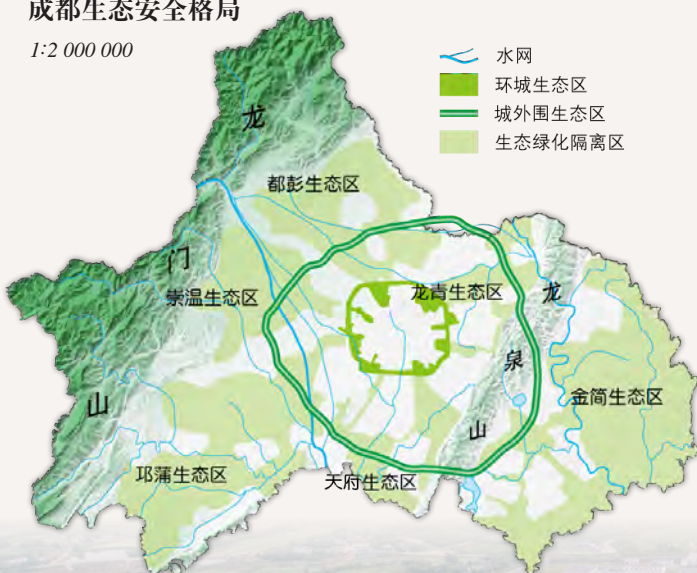 成都生态安全格局
1:2 000 000
水网
环城生态区
城外围生态区
生态绿化隔离区
龙
门
山
都彭生态区
崇温生态区
龙青生态区
龙
泉
山
金简生态区
邛蒲生态区
天府生态区